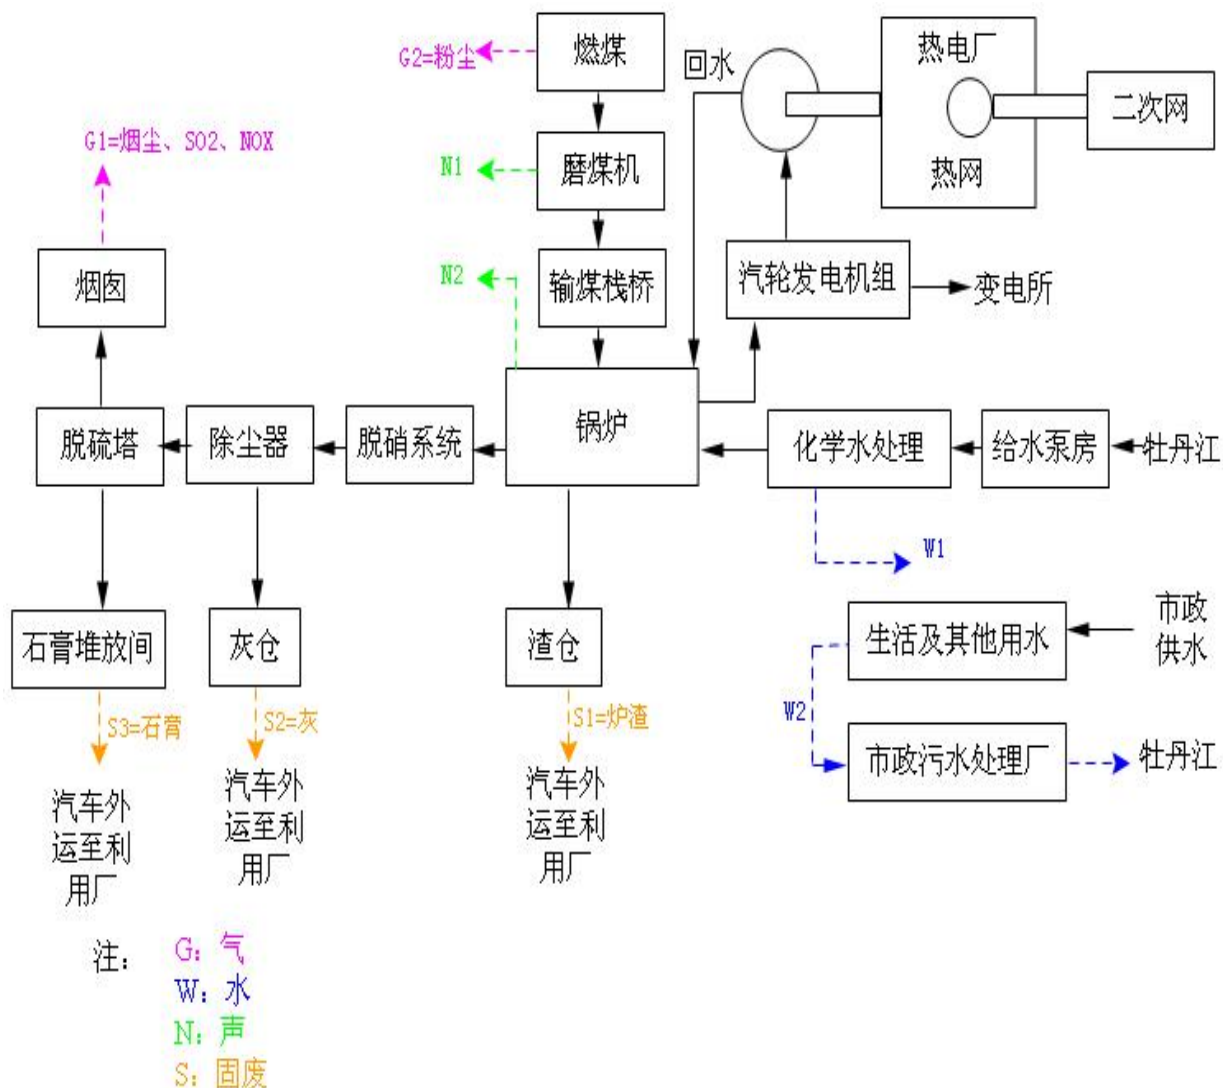 燃煤
G2=粉尘
回水
热电厂
热网
二次网
G1=烟尘、SO2、NOX
N1
磨煤机
烟囱
N2
输煤栈桥
汽轮发电机组
变电所
脱硫塔
除尘器
脱硝系统
锅炉
化学水处理
给水泵房
牡丹江
W1
石膏堆放间
灰仓
渣仓
生活及其他用水
市政
供水
S3=石膏
S2=灰
S1=炉渣
W2
市政污水处理厂
牡丹江
汽车外
运至利
用厂
汽车外
运至利
用厂
汽车外
运至利
用厂
注：
G：气
W：水
N：声
S：固废